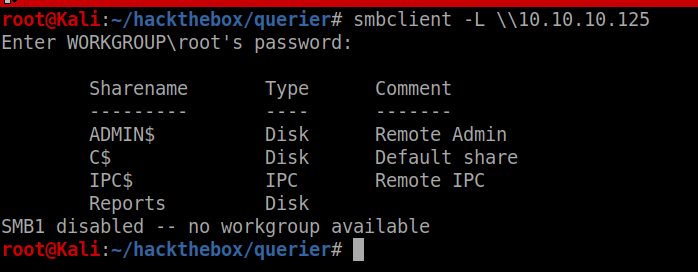 root@Kali:~/hackthebox/querier# smbclient -L \\10.10.10.125
Enter WORKGROUP\root's password:
Sharename Type Comment
--------- ---- -------
ADMIN$ Disk Remote Admin
C$ Disk Default share
IPC$ IPC Remote IPC
Reports Disk
SMB1 disabled -- no workgroup available
root@Kali:~/hackthebox/querier#